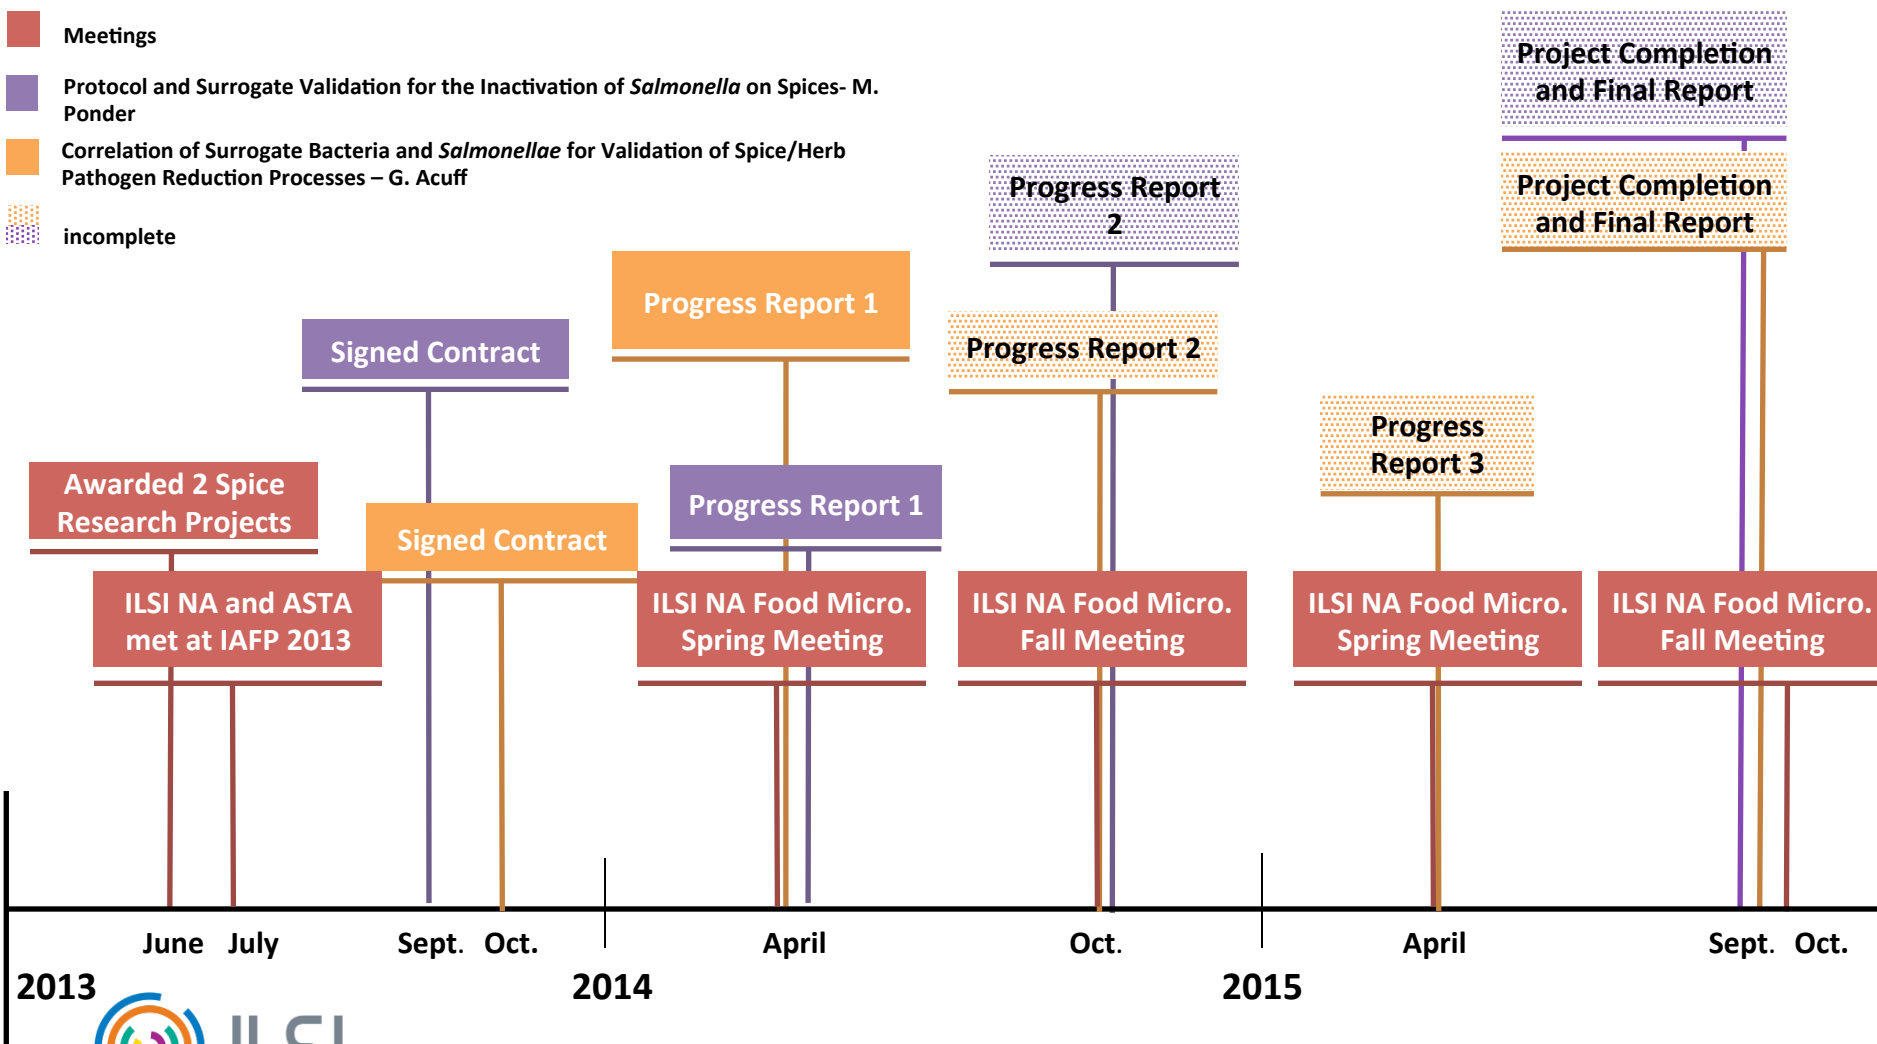 Meetings
Protocol and Surrogate Validation for the Inactivation of Salmonella on Spices- M.
Ponder
Correlation of Surrogate Bacteria and Salmonellae for Validation of Spice/Herb
Pathogen Reduction Processes – G. Acuff
incomplete
Project Completion
and Final Report
Project Completion
and Final Report
Progress Report
2
Progress Report 1
Signed Contract
Progress Report 2
Progress
Report 3
Awarded 2 Spice
Research Projects
Signed Contract
Progress Report 1
ILSI NA and ASTA
met at IAFP 2013
ILSI NA Food Micro.
Spring Meeting
ILSI NA Food Micro.
Fall Meeting
ILSI NA Food Micro.
Spring Meeting
ILSI NA Food Micro.
Fall Meeting
June July Sept. Oct. April Oct. April Sept. Oct.
2013 2014 2015
ILSI